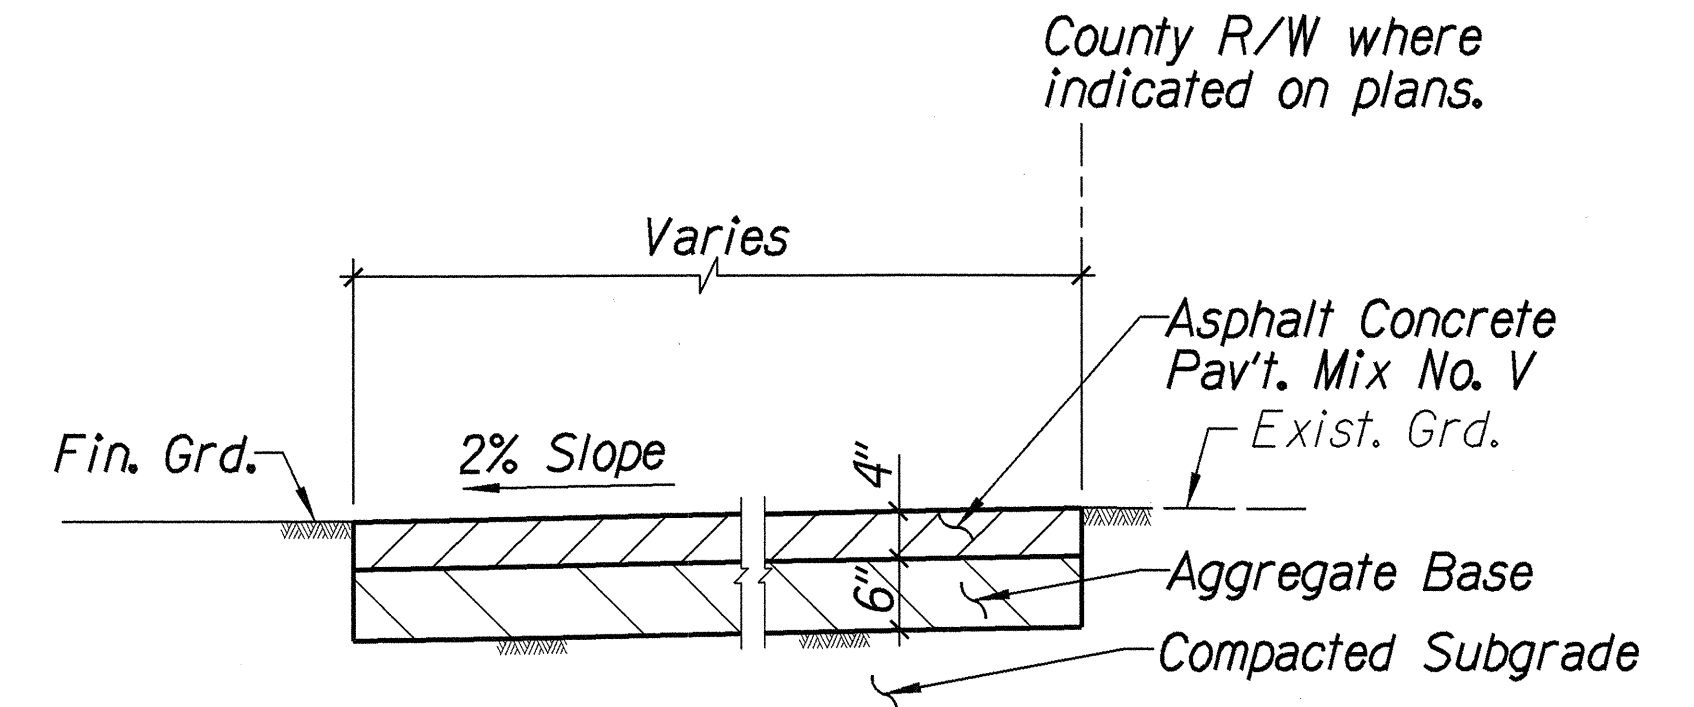 County R/W where
indicated on plans.
Varies
Asphalt Concrete
Pav't. Mix No. V
Exist. Grd.
Fin. Grd.
2% Slope
4"
6"
Aggregate Base
Compacted Subgrade